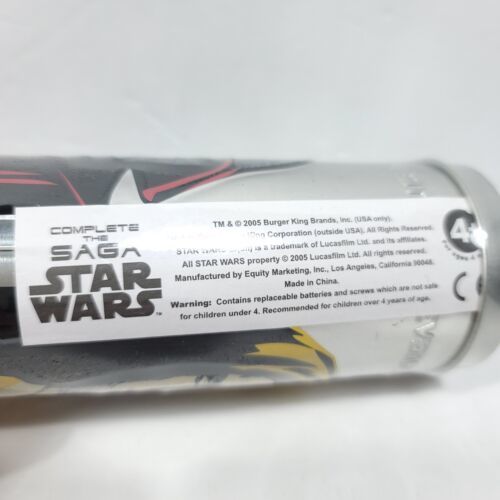 COMPLETE
THE
SAGA
STAR
WARS™
TM & © 2005 Burger King Brands, Inc. (USA only).
Corporation (outside USA). All Rights Reserved.
STAR WARS is a trademark of Lucasfilm Ltd. and its affiliates.
All STAR WARS property © 2005 Lucasfilm Ltd.
Manufactured by Equity Marketing, Inc., Los Angeles, California 90048.
Made in China.
Warning: Contains replaceable batteries and screws which are not safe
for children under 4. Recommended for children over 4 years of age.
4+